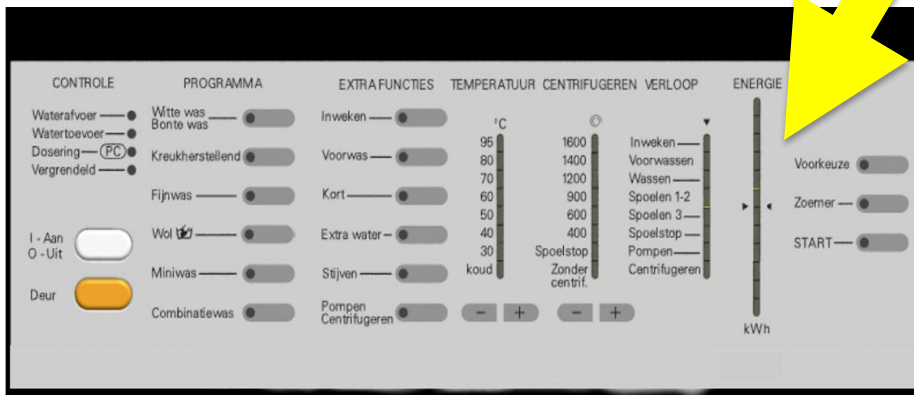 CONTROLE
Waterafvoer
Watertoevoer
Dosering PC
Vergrendeld
I - Aan
O - Uit
Deur
PROGRAMMA
Witte was
Bonte was
Kreukherstellend
Fijnwas
Wol
Miniwas
Combinatiewas
EXTRA FUNCTIES
Inweken
Voorwas
Kort
Extra water
Stijven
Pompen
Centrifugeren
TEMPERATUUR
°C
95
80
70
60
50
40
30
koud
- +
CENTRIFUGEREN
1600
1400
1200
900
600
400
Spoelstop
Zonder
centrif.
- +
VERLOOP
Inweken
Voorwassen
Wassen
Spoelen 1-2
Spoelen 3
Spoelstop
Pompen
Centrifugeren
ENERGIE
kWh
Voorkeuze
Zoemer
START